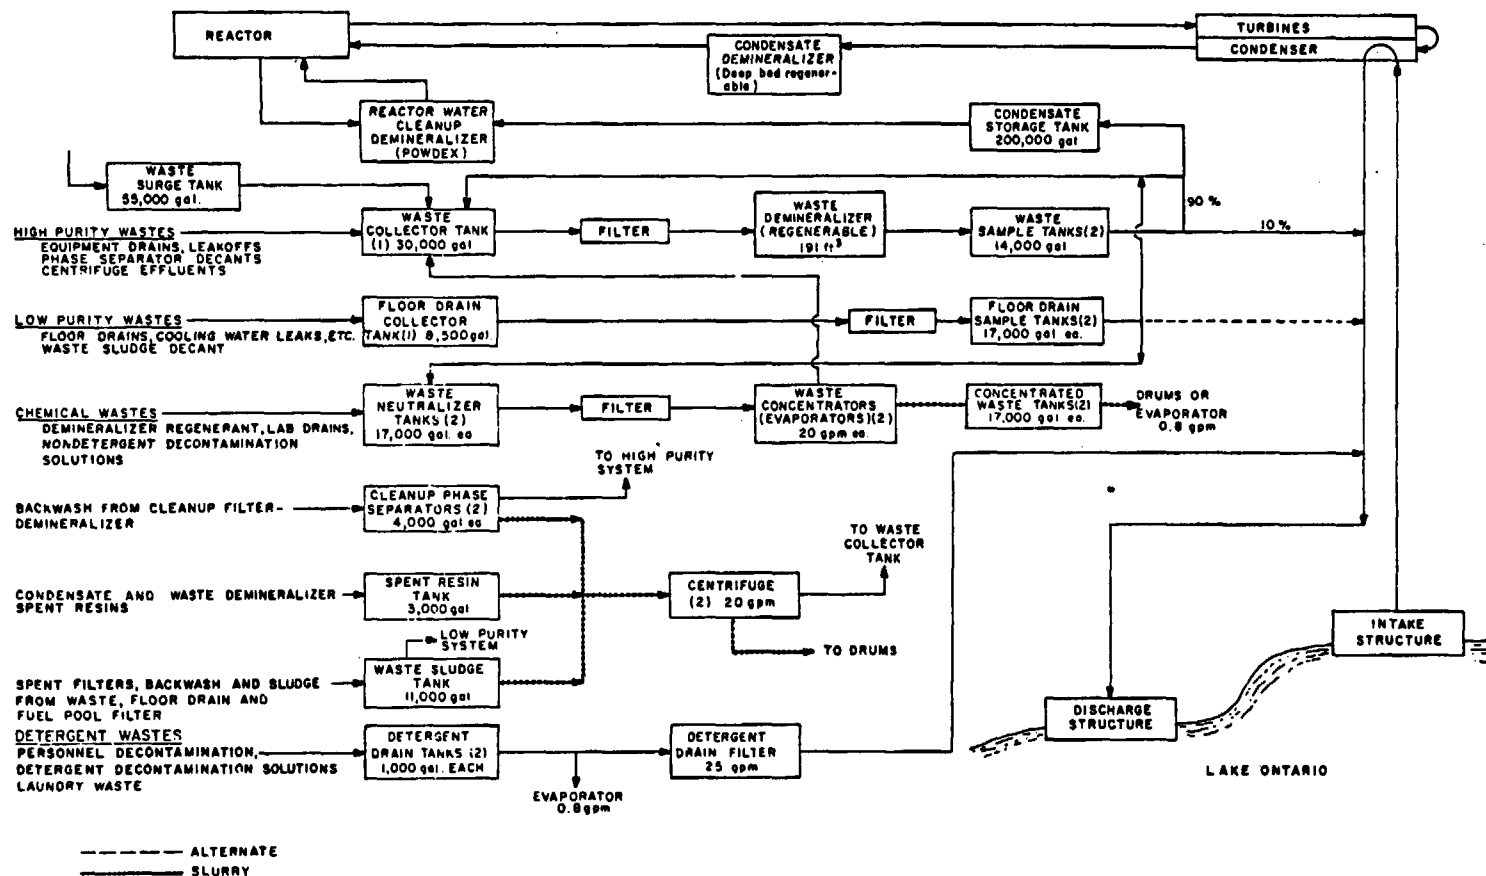 REACTOR
TURBINES
CONDENSER
CONDENSATE
DEMINERALIZER
(Deep bed regener-
able)
REACTOR WATER
CLEANUP
DEMINERALIZER
(POWDEX)
CONDENSATE
STORAGE TANK
200,000 gal
WASTE
SURGE TANK
55,000 gal.
HIGH PURITY WASTES
EQUIPMENT DRAINS, LEAKOFFS
PHASE SEPARATOR DECANTS
CENTRIFUGE EFFLUENTS
WASTE
COLLECTOR TANK
(1) 30,000 gal
FILTER
WASTE
DEMINERALIZER
(REGENERABLE)
191 ft3
WASTE
SAMPLE TANKS(2)
14,000 gal
90 %
10 %
LOW PURITY WASTES
FLOOR DRAINS, COOLING WATER LEAKS, ETC.
WASTE SLUDGE DECANT
FLOOR DRAIN
COLLECTOR
TANK(1) 8,500gal.
FILTER
FLOOR DRAIN
SAMPLE TANKS(2)
17,000 gal ea.
CHEMICAL WASTES
DEMINERALIZER REGENERANT, LAB DRAINS,
NONDETERGENT DECONTAMINATION
SOLUTIONS
WASTE
NEUTRALIZER
TANKS (2)
17,000 gal. ea
FILTER
WASTE
CONCENTRATORS
(EVAPORATORS)(2)
20 gpm ea.
CONCENTRATED
WASTE TANKS(2)
17,000 gal. ea.
DRUMS OR
EVAPORATOR
0.8 gpm
TO HIGH PURITY
SYSTEM
BACKWASH FROM CLEANUP FILTER-
DEMINERALIZER
CLEANUP PHASE
SEPARATORS (2)
4,000 gal ea
TO WASTE
COLLECTOR
TANK
CONDENSATE AND WASTE DEMINERALIZER
SPENT RESINS
SPENT RESIN
TANK
3,000 gal
CENTRIFUGE
(2) 20 gpm
TO DRUMS
LOW PURITY
SYSTEM
SPENT FILTERS, BACKWASH AND SLUDGE
FROM WASTE, FLOOR DRAIN AND
FUEL POOL FILTER
WASTE SLUDGE
TANK
11,000 gal
INTAKE
STRUCTURE
DISCHARGE
STRUCTURE
DETERGENT WASTES
PERSONNEL DECONTAMINATION,
DETERGENT DECONTAMINATION SOLUTIONS
LAUNDRY WASTE
DETERGENT
DRAIN TANKS (2)
1,000 gal. EACH
DETERGENT
DRAIN FILTER
25 gpm
EVAPORATOR
0.8gpm
LAKE ONTARIO
ALTERNATE
SLURRY